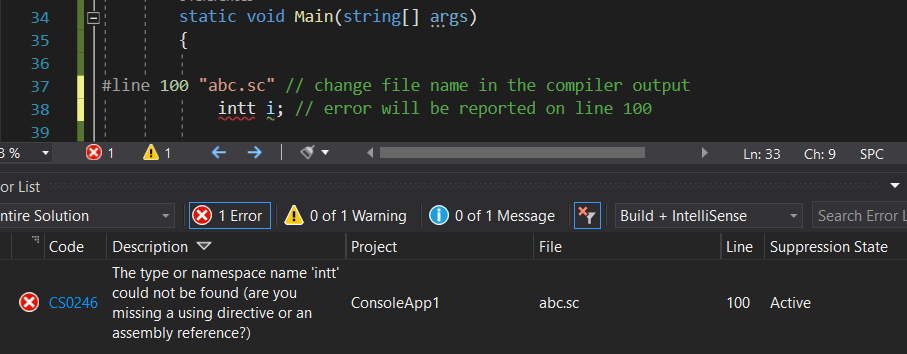 34 static void Main(string[] args)
35 {
36
37 #line 100 "abc.sc" // change file name in the compiler output
38 intt i; // error will be reported on line 100
39
3 % 1 1 Ln: 33 Ch: 9 SPC
or List
ntire Solution 1 Error 0 of 1 Warning 0 of 1 Message Build + IntelliSense Search Error L
Code Description Project File Line Suppression State
The type or namespace name 'intt'
could not be found (are you
CS0246 missing a using directive or an ConsoleApp1 abc.sc 100 Active
assembly reference?)